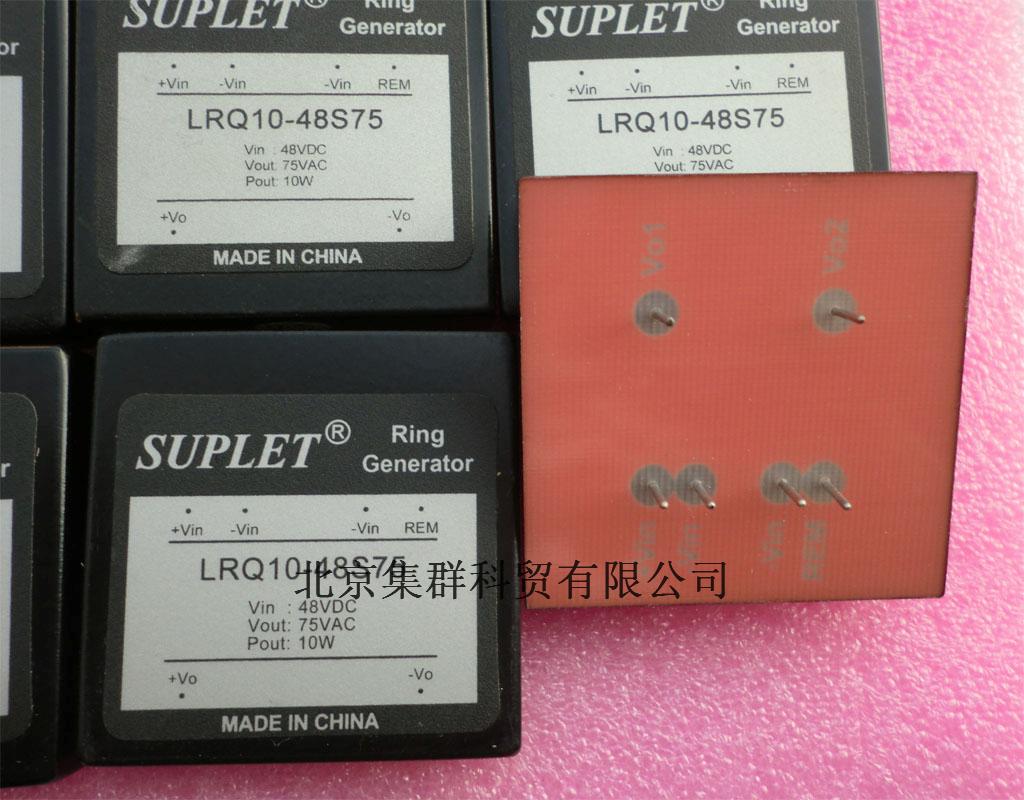 or
SUPLET® Ring
Generator
+Vin -Vin -Vin REM
LRQ10-48S75
Vin : 48VDC
Vout: 75VAC
Pout: 10W
+Vo -Vo
MADE IN CHINA
SUPLET® Ring
Generator
+Vin -Vin -Vin REM
LRQ10-48S75
Vin : 48VDC
Vout: 75VAC
Vo1 Vo2
-Vin REM
r
SUPLET® Ring
Generator
+Vin -Vin -Vin REM
LRQ10-48S75
北京集群科贸有限公司
Vin : 48VDC
Vout: 75VAC
Pout: 10W
+Vo -Vo
MADE IN CHINA